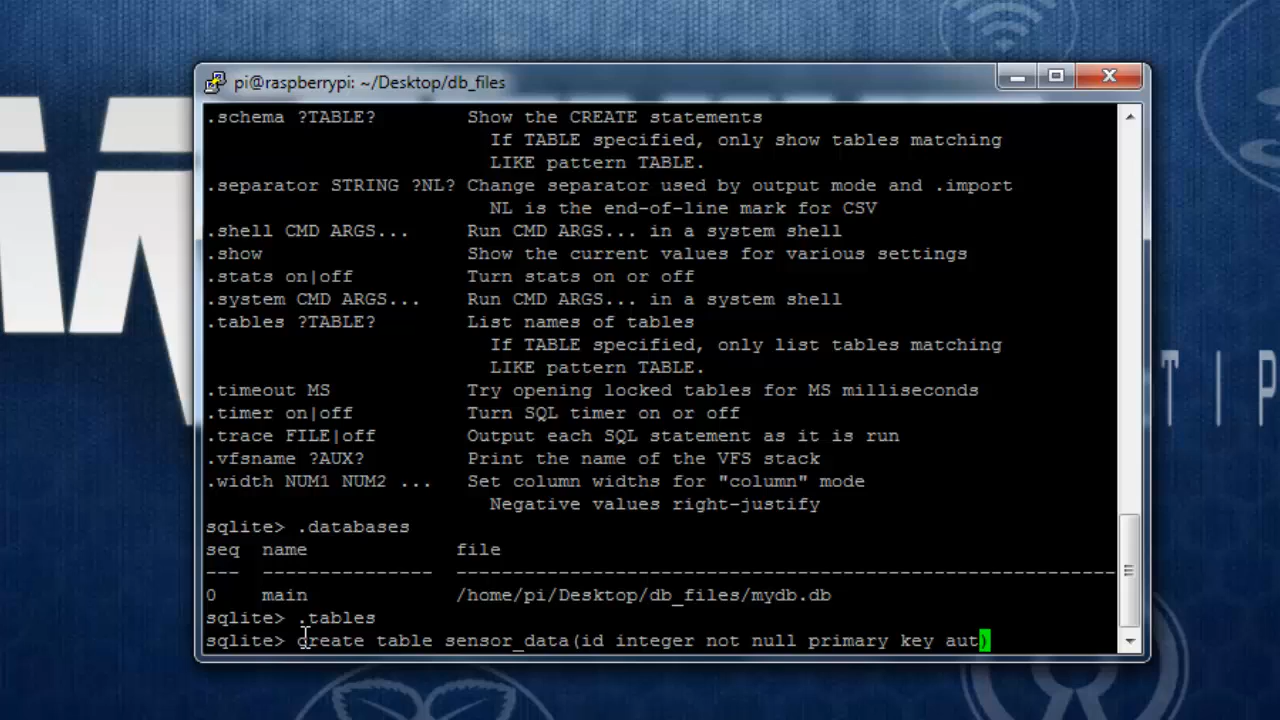 pi@raspberrypi: ~/Desktop/db_files
.schema ?TABLE? Show the CREATE statements
If TABLE specified, only show tables matching
LIKE pattern TABLE.
.separator STRING ?NL? Change separator used by output mode and .import
NL is the end-of-line mark for CSV
.shell CMD ARGS... Run CMD ARGS... in a system shell
.show Show the current values for various settings
.stats on|off Turn stats on or off
.system CMD ARGS... Run CMD ARGS... in a system shell
.tables ?TABLE? List names of tables
If TABLE specified, only list tables matching
LIKE pattern TABLE.
.timeout MS Try opening locked tables for MS milliseconds
.timer on|off Turn SQL timer on or off
.trace FILE|off Output each SQL statement as it is run
.vfsname ?AUX? Print the name of the VFS stack
.width NUM1 NUM2 ... Set column widths for "column" mode
Negative values right-justify
sqlite> .databases
seq name file
--- --------------- ----------------------------------------------------------
0 main /home/pi/Desktop/db_files/mydb.db
sqlite> .tables
sqlite> create table sensor_data(id integer not null primary key aut)